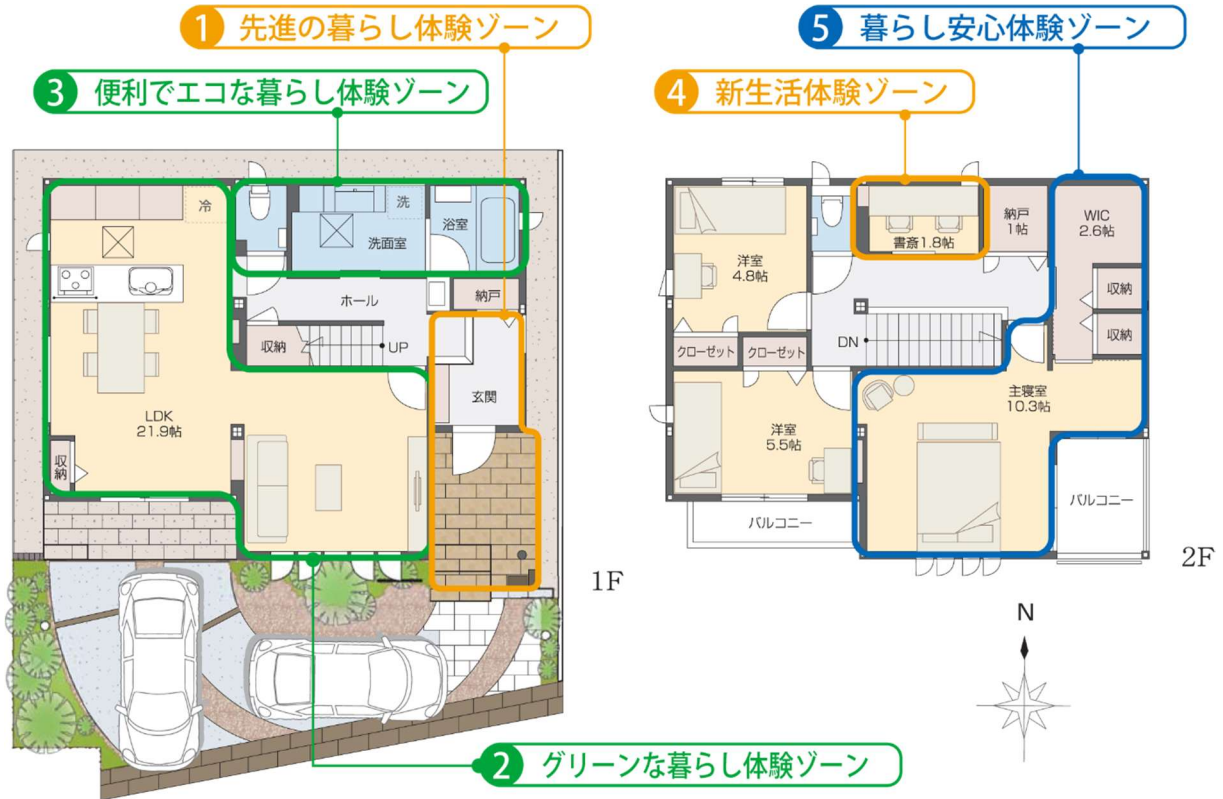 1 先進の暮らし体験ゾーン
5 暮らし安心体験ゾーン
3 便利でエコな暮らし体験ゾーン
4 新生活体験ゾーン
冷
洗
浴室
洗面室
ホール
納戸
収納
UP
玄関
LDK
21.9帖
収納
1F
洋室
4.8帖
書斎1.8帖
納戸
1帖
WIC
2.6帖
収納
収納
クローゼット
クローゼット
DN
主寝室
10.3帖
洋室
5.5帖
バルコニー
バルコニー
2F
N
2 グリーンな暮らし体験ゾーン